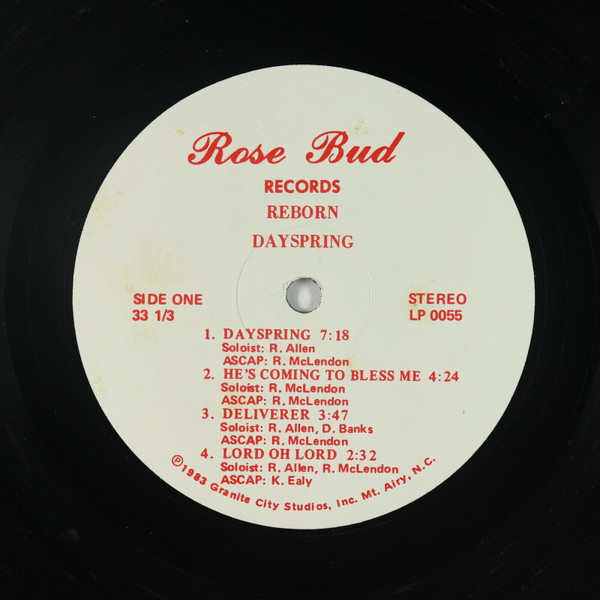 Rose Bud
RECORDS
REBORN
DAYSPRING
SIDE ONE
33 1/3
STEREO
LP 0055
1. DAYSPRING 7:18
Soloist: R. Allen
ASCAP: R. McLendon
2. HE'S COMING TO BLESS ME 4:24
Soloist: R. McLendon
ASCAP: R. McLendon
3. DELIVERER 3:47
Soloist: R. Allen, D. Banks
ASCAP: R. McLendon
4. LORD OH LORD 2:32
Soloist: R. Allen, R. McLendon
ASCAP: K. Ealy
℗1983 Granite City Studios, Inc. Mt. Airy, N.C.